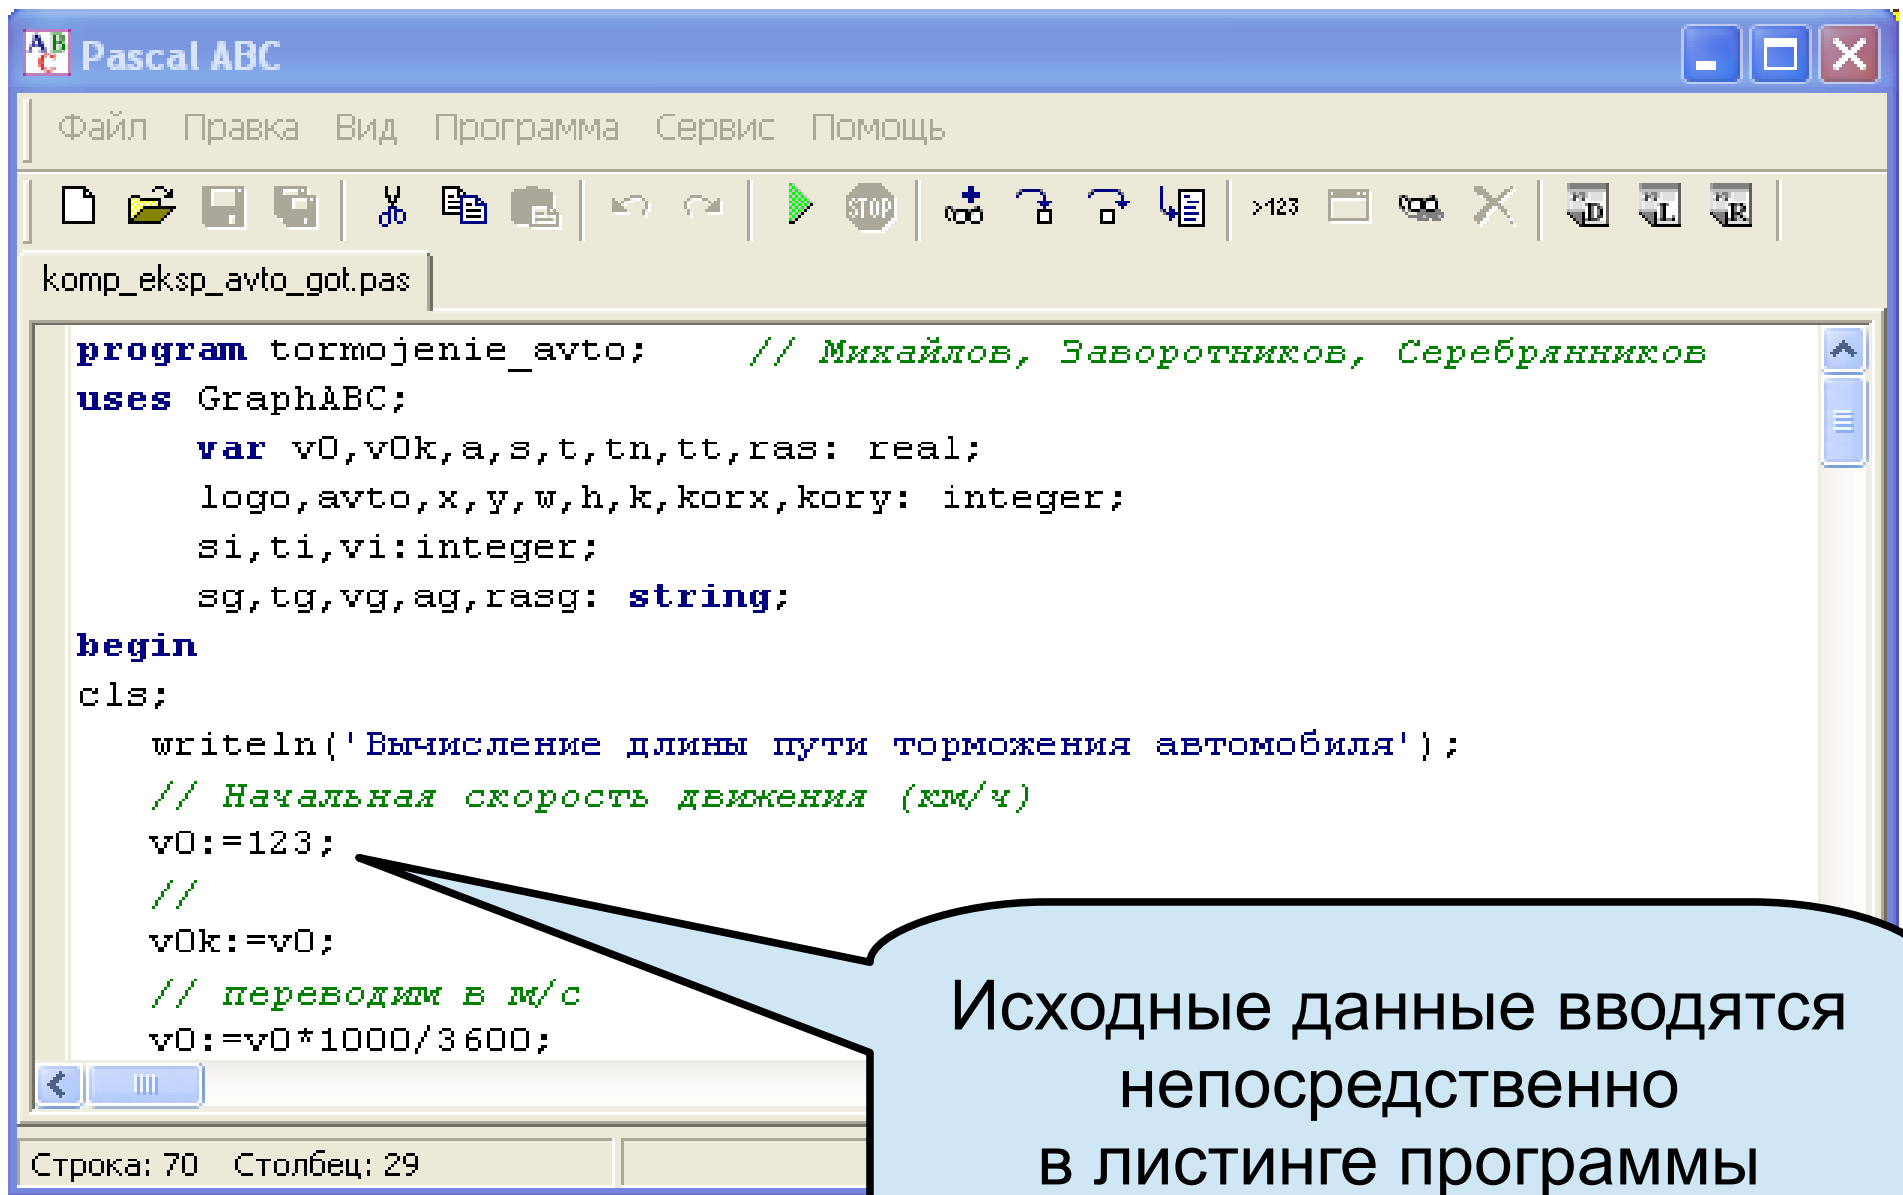 Pascal ABC
Файл Правка Вид Программа Сервис Помощь
STOP >123 D L R
komp_eksp_avto_got.pas
program tormojenie_avto; // Михайлов, Заворотников, Серебрянников
uses GraphABC;
var v0,v0k,a,s,t,tn,tt,ras: real;
logo,avto,x,y,w,h,k,korx,kory: integer;
si,ti,vi:integer;
sg,tg,vg,ag,rasg: string;
begin
cls;
writeln('Вычисление длины пути торможения автомобиля');
// Начальная скорость движения (км/ч)
v0:=123;
//
v0k:=v0;
// переводим в м/с
v0:=v0*1000/3600;
Исходные данные вводятся
непосредственно
в листинге программы
Строка: 70 Столбец: 29